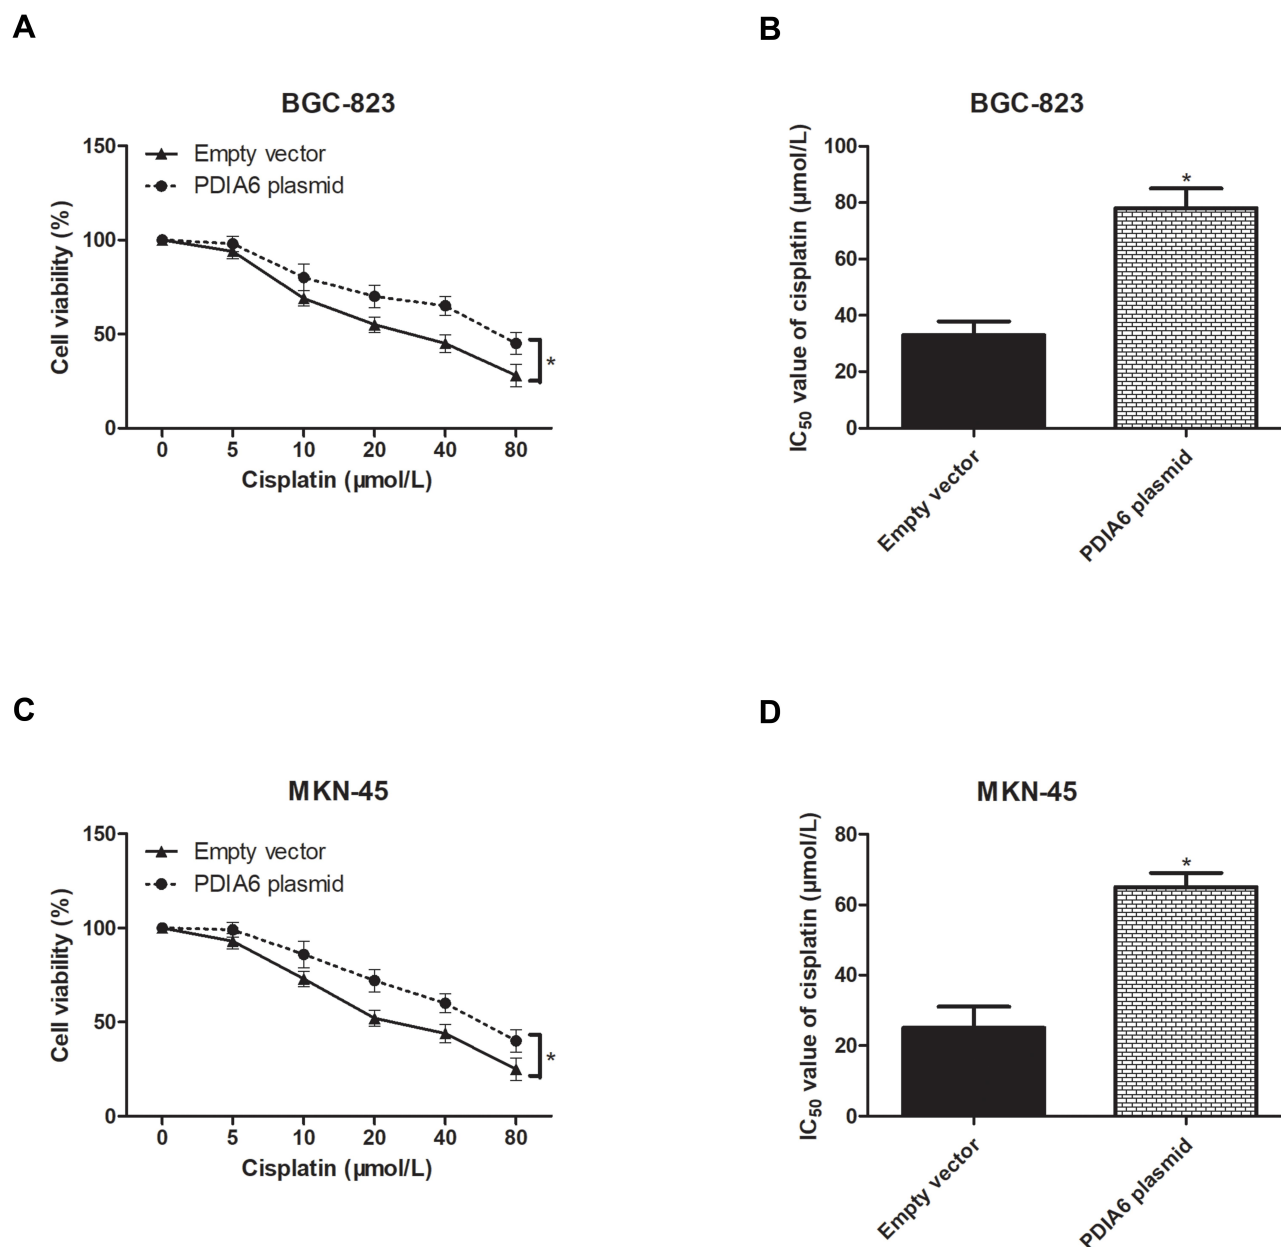 A
BGC-823
150
100
50
0
Cell viability (%)
Empty vector
PDIA6 plasmid
*
0 5 10 20 40 80
Cisplatin (µmol/L)
B
BGC-823
100
80
60
40
20
0
IC50 value of cisplatin (µmol/L)
*
Empty vector
PDIA6 plasmid
C
MKN-45
150
100
50
0
Cell viability (%)
Empty vector
PDIA6 plasmid
*
0 5 10 20 40 80
Cisplatin (µmol/L)
D
MKN-45
80
60
40
20
0
IC50 value of cisplatin (µmol/L)
*
Empty vector
PDIA6 plasmid